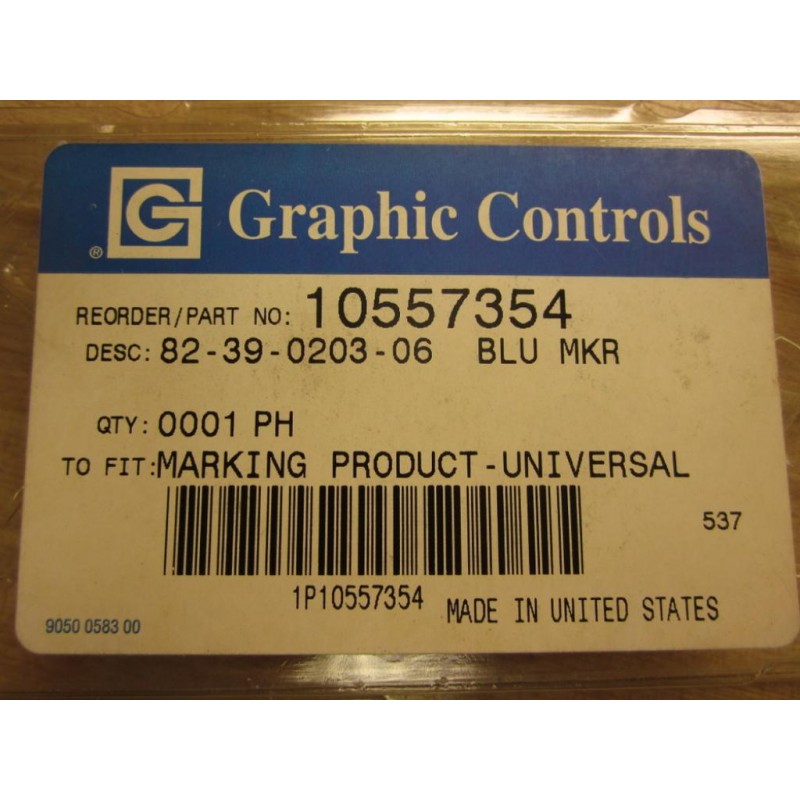 G ® Graphic Controls
REORDER/PART NO: 10557354
DESC: 82-39-0203-06 BLU MKR
QTY: 0001 PH
TO FIT: MARKING PRODUCT-UNIVERSAL
537
1P10557354 MADE IN UNITED STATES
9050 0583 00